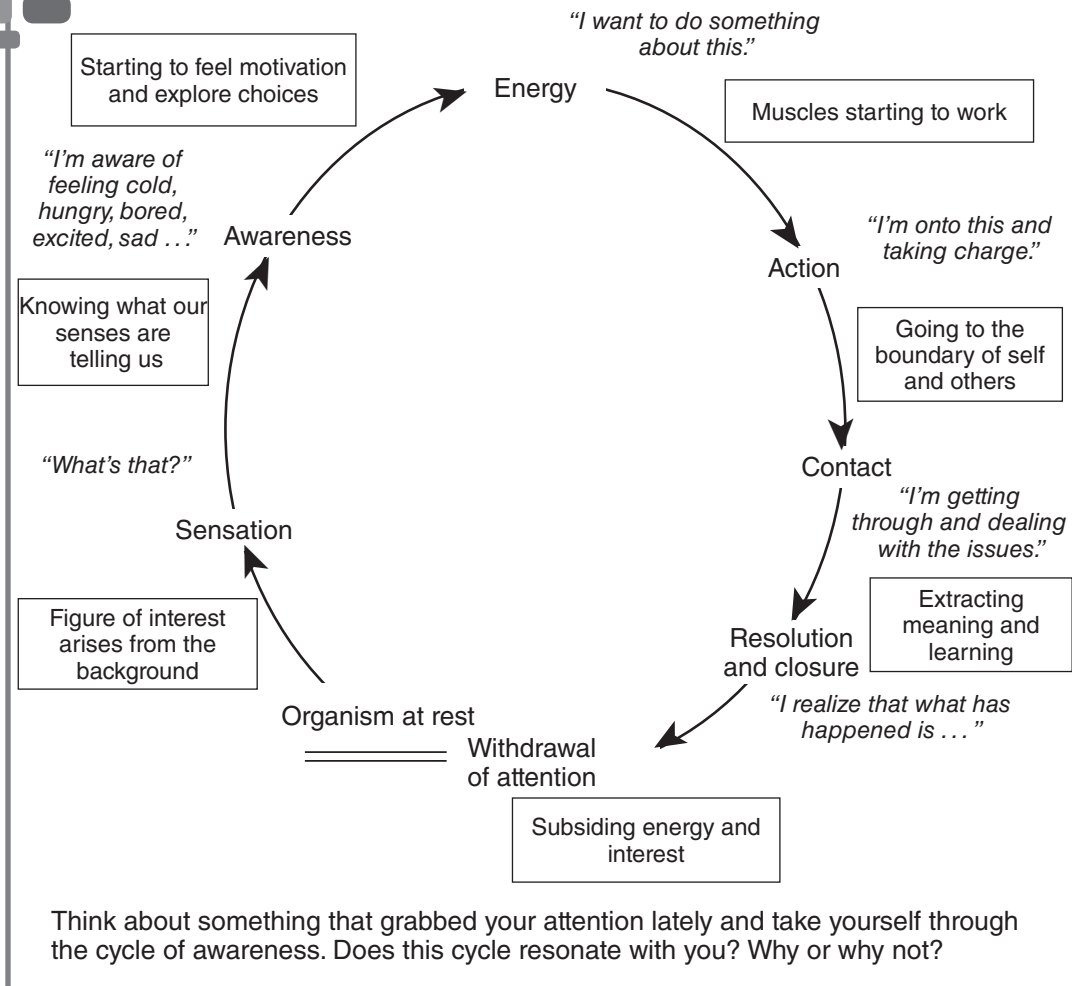 “I want to do something
about this.”
Energy
Starting to feel motivation
and explore choices
Muscles starting to work
“I’m aware of
feeling cold,
hungry, bored,
excited, sad . . .”
Awareness
“I’m onto this and
taking charge.”
Action
Knowing what our
senses are
telling us
Going to the
boundary of self
and others
“What’s that?”
Contact
“I’m getting
through and dealing
with the issues.”
Sensation
Figure of interest
arises from the
background
Extracting
meaning and
learning
Resolution
and closure
“I realize that what has
happened is . . . ”
Organism at rest
Withdrawal
of attention
Subsiding energy and
interest
Think about something that grabbed your attention lately and take yourself through
the cycle of awareness. Does this cycle resonate with you? Why or why not?